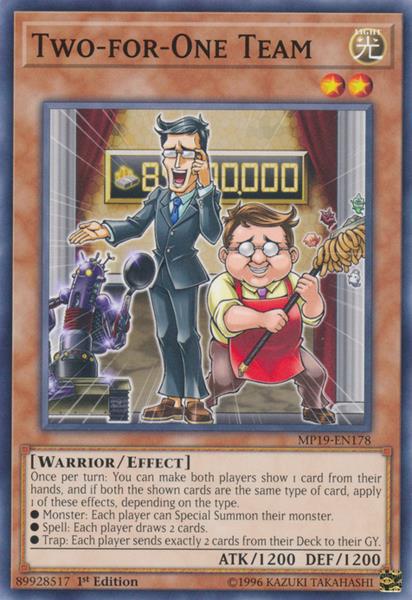 Two-for-One Team
LIGHT
光
MP19-EN178
[Warrior/Effect]
Once per turn: You can make both players show 1 card from their
hands, and if both the shown cards are the same type of card, apply
1 of these effects, depending on the type.
● Monster: Each player can Special Summon their monster.
● Spell: Each player draws 2 cards.
● Trap: Each player sends exactly 2 cards from their Deck to their GY.
ATK/1200 DEF/1200
89928517 1st Edition ©1996 KAZUKI TAKAHASHI